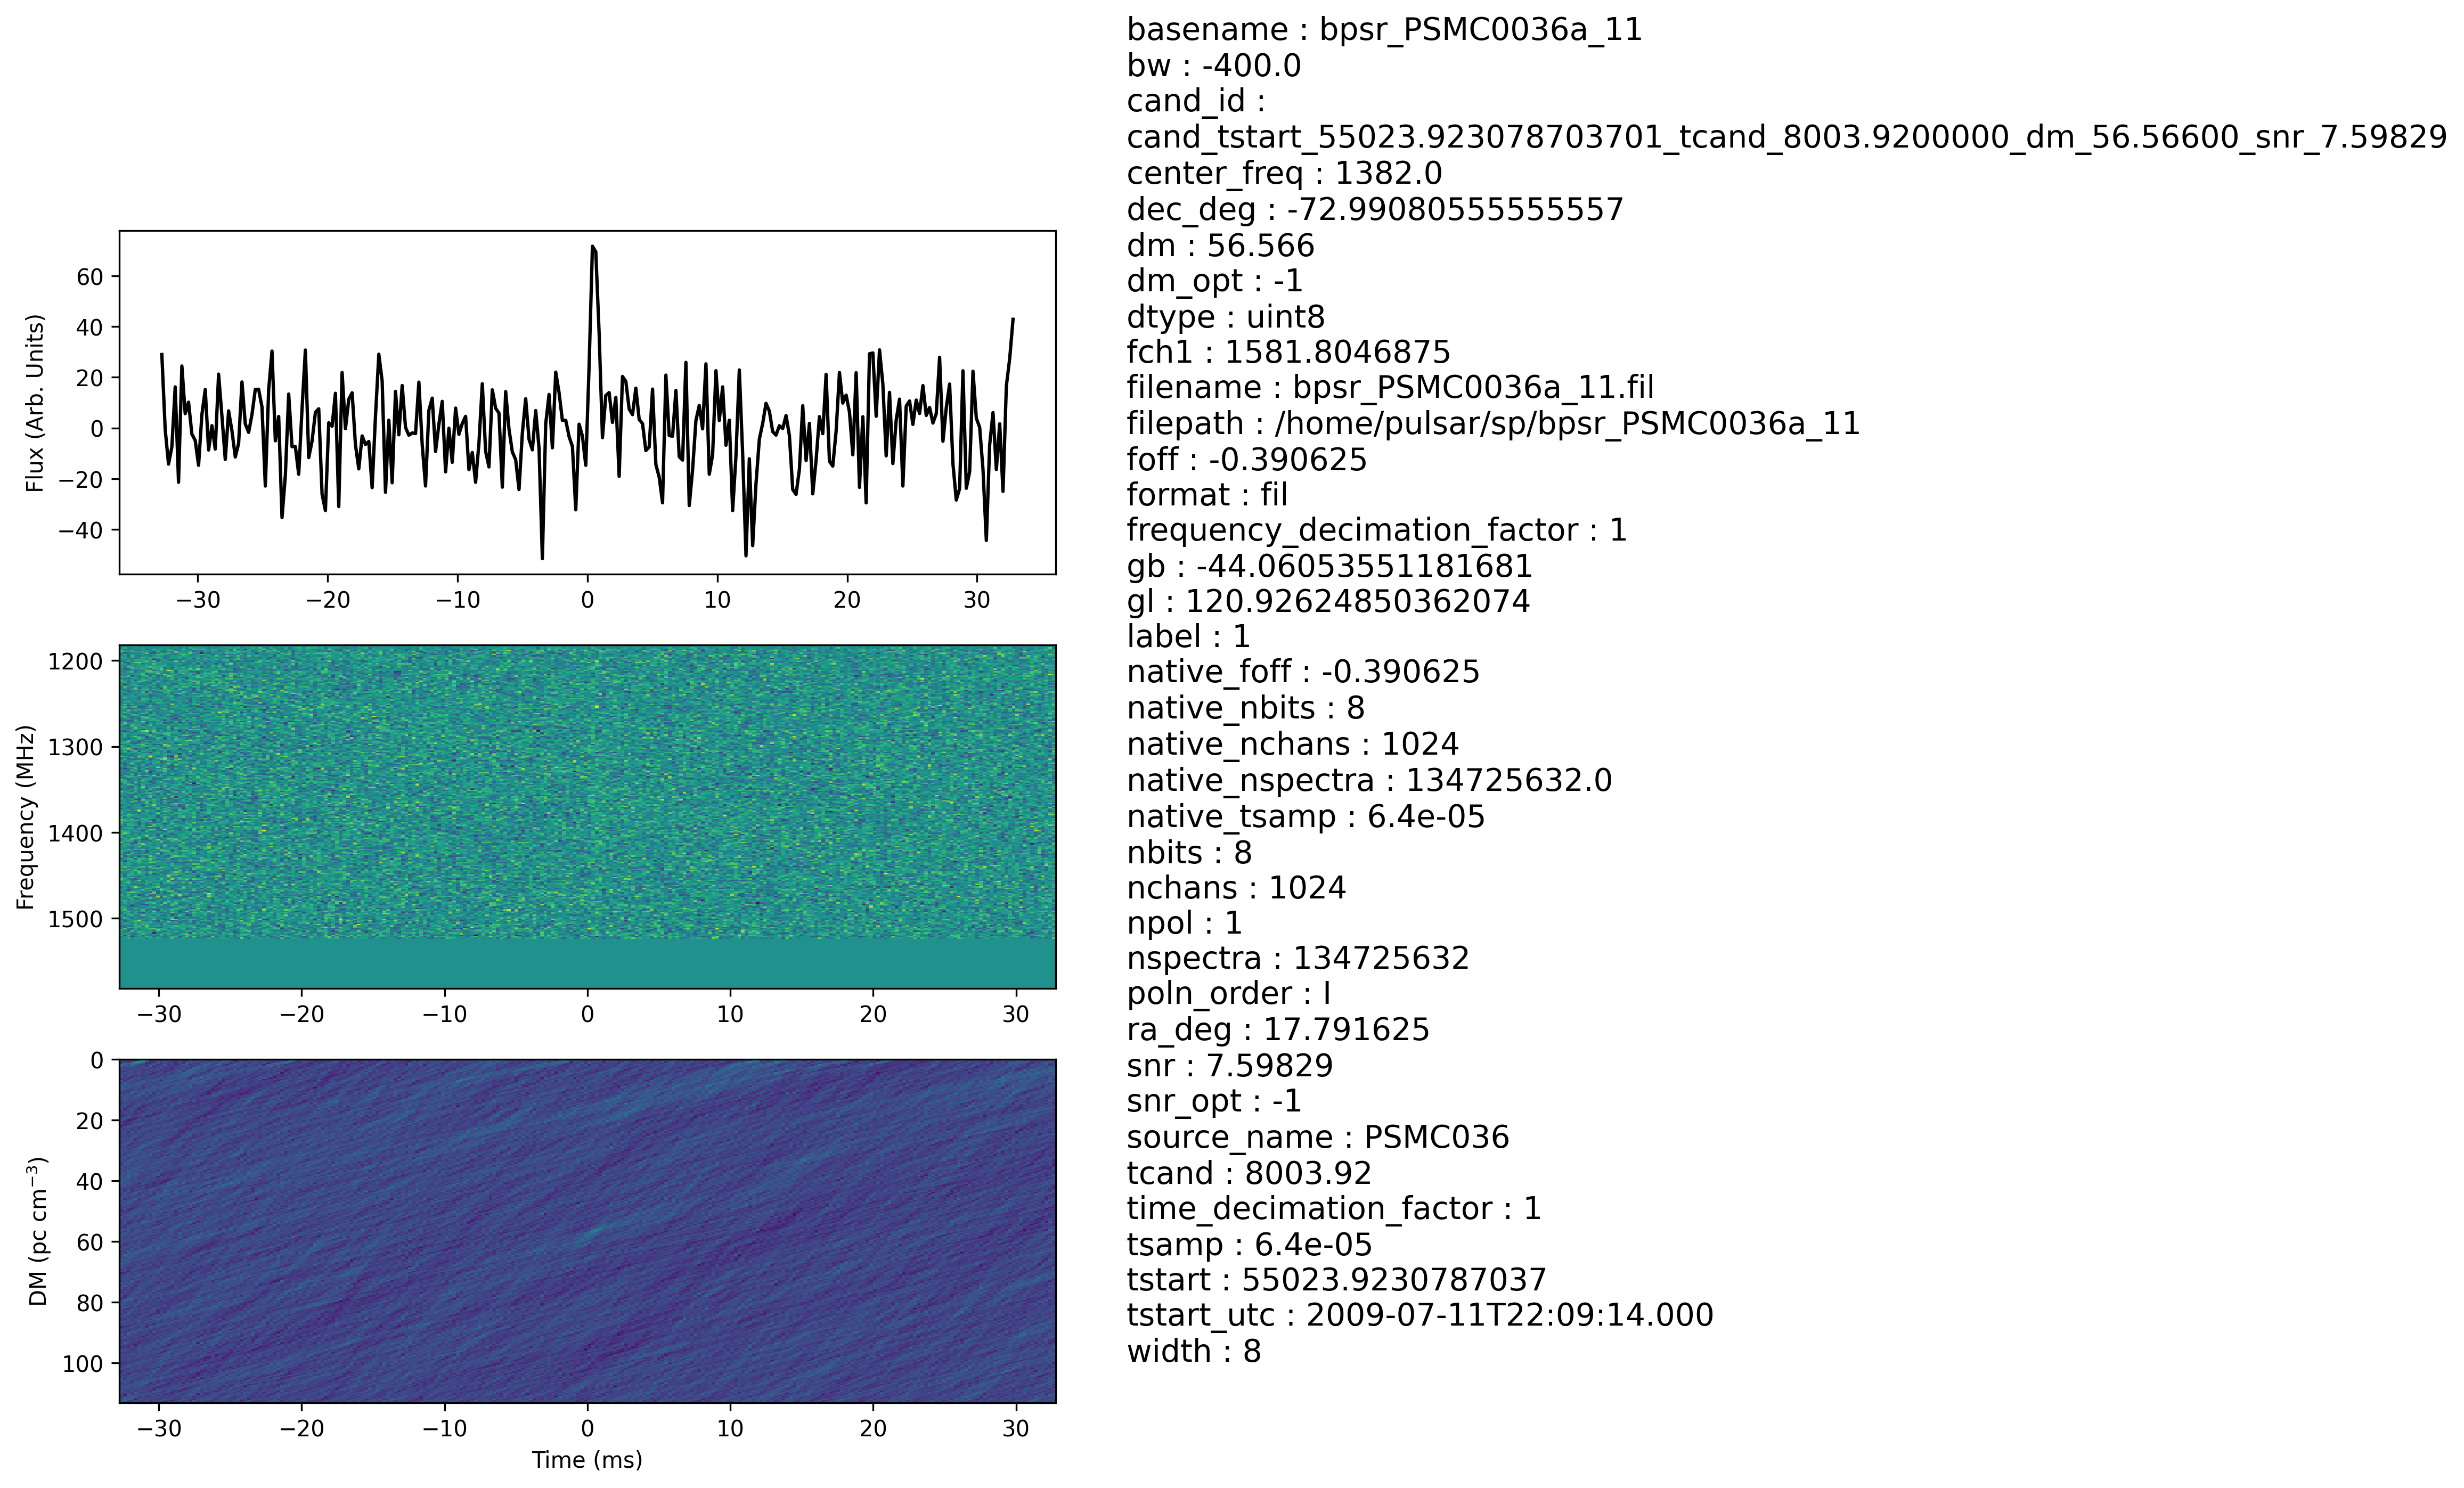 basename : bpsr_PSMC0036a_11
bw : -400.0
cand_id :
cand_tstart_55023.923078703701_tcand_8003.9200000_dm_56.56600_snr_7.59829
center_freq : 1382.0
dec_deg : -72.99080555555557
dm : 56.566
dm_opt : -1
dtype : uint8
fch1 : 1581.8046875
filename : bpsr_PSMC0036a_11.fil
filepath : /home/pulsar/sp/bpsr_PSMC0036a_11
foff : -0.390625
format : fil
frequency_decimation_factor : 1
gb : -44.06053551181681
gl : 120.92624850362074
label : 1
native_foff : -0.390625
native_nbits : 8
native_nchans : 1024
native_nspectra : 134725632.0
native_tsamp : 6.4e-05
nbits : 8
nchans : 1024
npol : 1
nspectra : 134725632
poln_order : I
ra_deg : 17.791625
snr : 7.59829
snr_opt : -1
source_name : PSMC036
tcand : 8003.92
time_decimation_factor : 1
tsamp : 6.4e-05
tstart : 55023.9230787037
tstart_utc : 2009-07-11T22:09:14.000
width : 8
Flux (Arb. Units)
60
40
20
0
−20
−40
−30 −20 −10 0 10 20 30
Frequency (MHz)
1200
1300
1400
1500
−30 −20 −10 0 10 20 30
DM (pc cm⁻³)
0
20
40
60
80
100
−30 −20 −10 0 10 20 30
Time (ms)